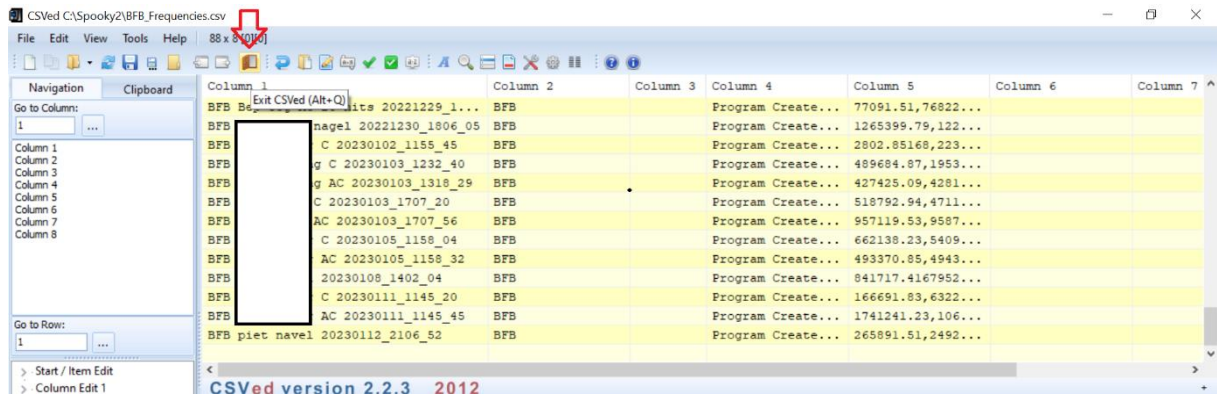 CSVed C:\Spooky2\BFB_Frequencies.csv
File Edit View Tools Help 88 x 8 [0][0]
Navigation Clipboard
Go to Column:
1 ...
Column 1
Column 2
Column 3
Column 4
Column 5
Column 6
Column 7
Column 8
Go to Row:
1 ...
Start / Item Edit
Column Edit 1
Exit CSVed (Alt+Q)
Column 1 Column 2 Column 3 Column 4 Column 5 Column 6 Column 7
BFB 20221229_1... BFB Program Create... 77091.51,76822...
BFB nagel 20221230_1806_05 BFB Program Create... 1265399.79,122...
BFB C 20230102_1155_45 BFB Program Create... 2802.85168,223...
BFB g C 20230103_1232_40 BFB Program Create... 489684.87,1953...
BFB g AC 20230103_1318_29 BFB Program Create... 427425.09,4281...
BFB C 20230103_1707_20 BFB Program Create... 518792.94,4711...
BFB AC 20230103_1707_56 BFB Program Create... 957119.53,9587...
BFB C 20230105_1158_04 BFB Program Create... 662138.23,5409...
BFB AC 20230105_1158_32 BFB Program Create... 493370.85,4943...
BFB 20230108_1402_04 BFB Program Create... 841717.4167952...
BFB C 20230111_1145_20 BFB Program Create... 166691.83,6322...
BFB AC 20230111_1145_45 BFB Program Create... 1741241.23,106...
BFB piet navel 20230112_2106_52 BFB Program Create... 265891.51,2492...
CSVed version 2.2.3 2012